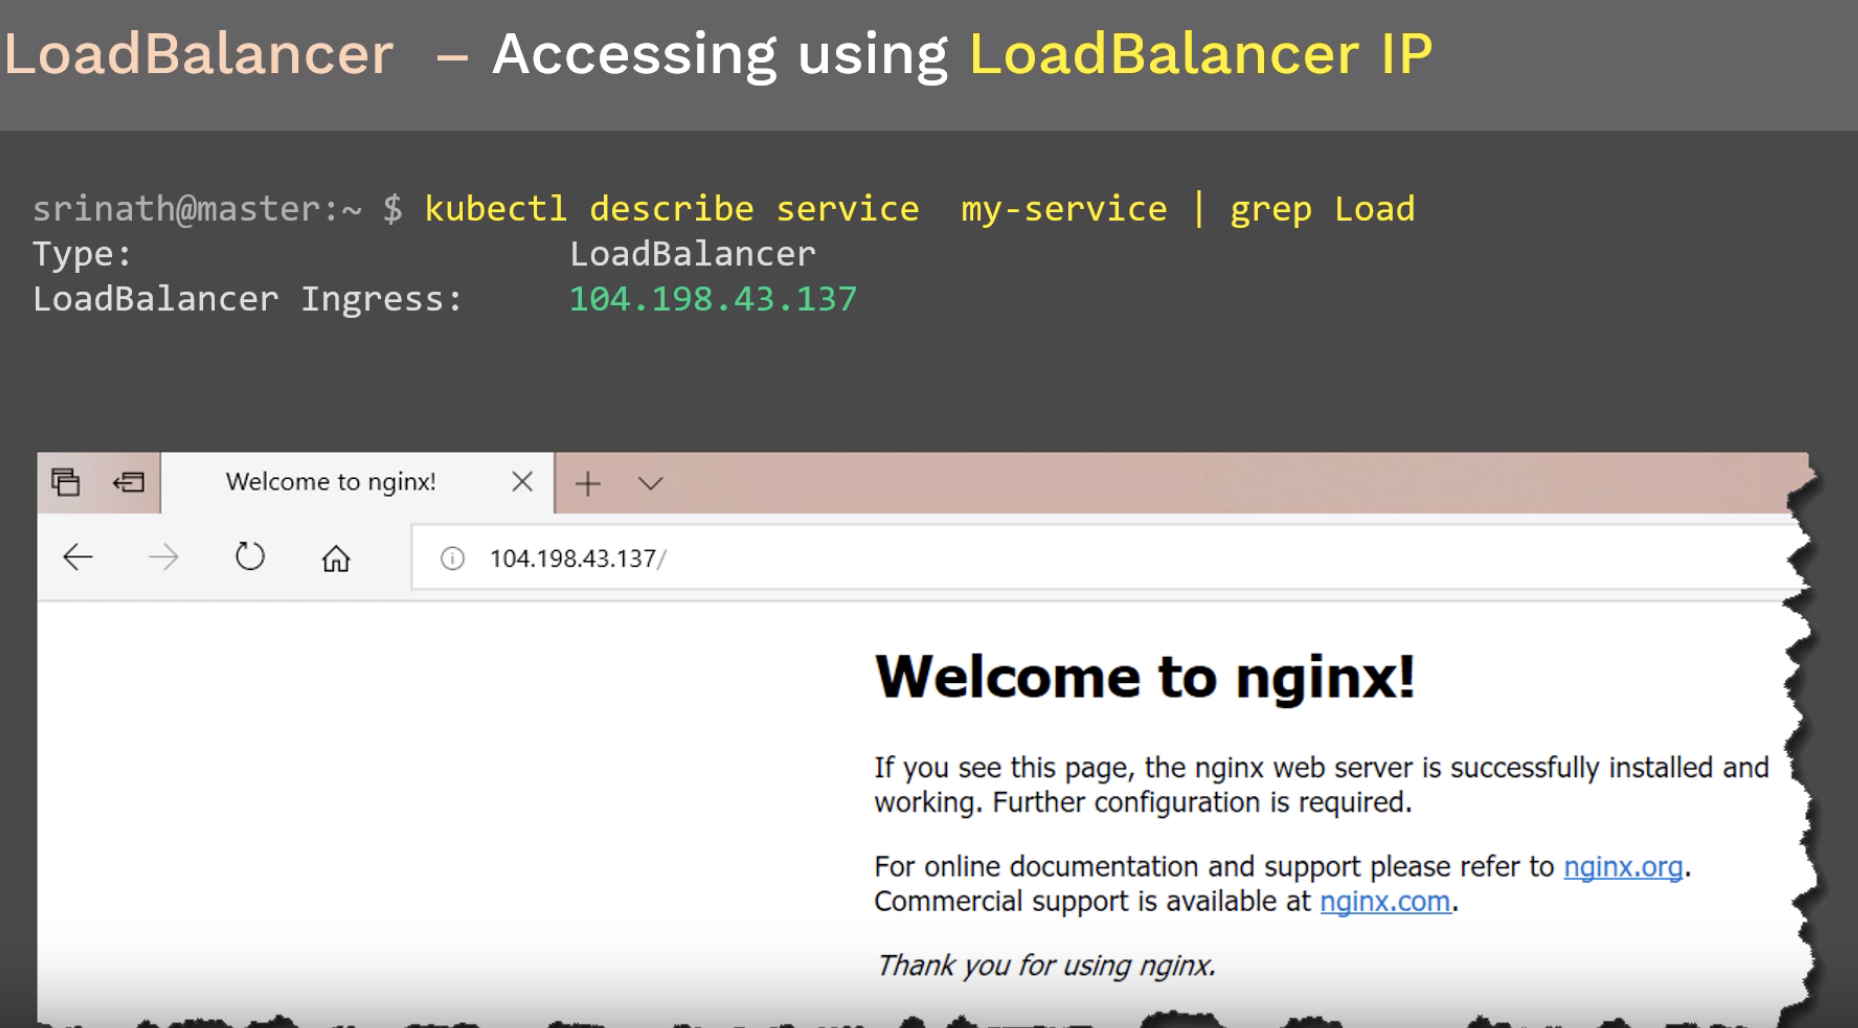 LoadBalancer – Accessing using LoadBalancer IP
srinath@master:~ $ kubectl describe service my-service | grep Load
Type: LoadBalancer
LoadBalancer Ingress: 104.198.43.137
Welcome to nginx!
104.198.43.137/
Welcome to nginx!
If you see this page, the nginx web server is successfully installed and
working. Further configuration is required.
For online documentation and support please refer to nginx.org.
Commercial support is available at nginx.com.
Thank you for using nginx.